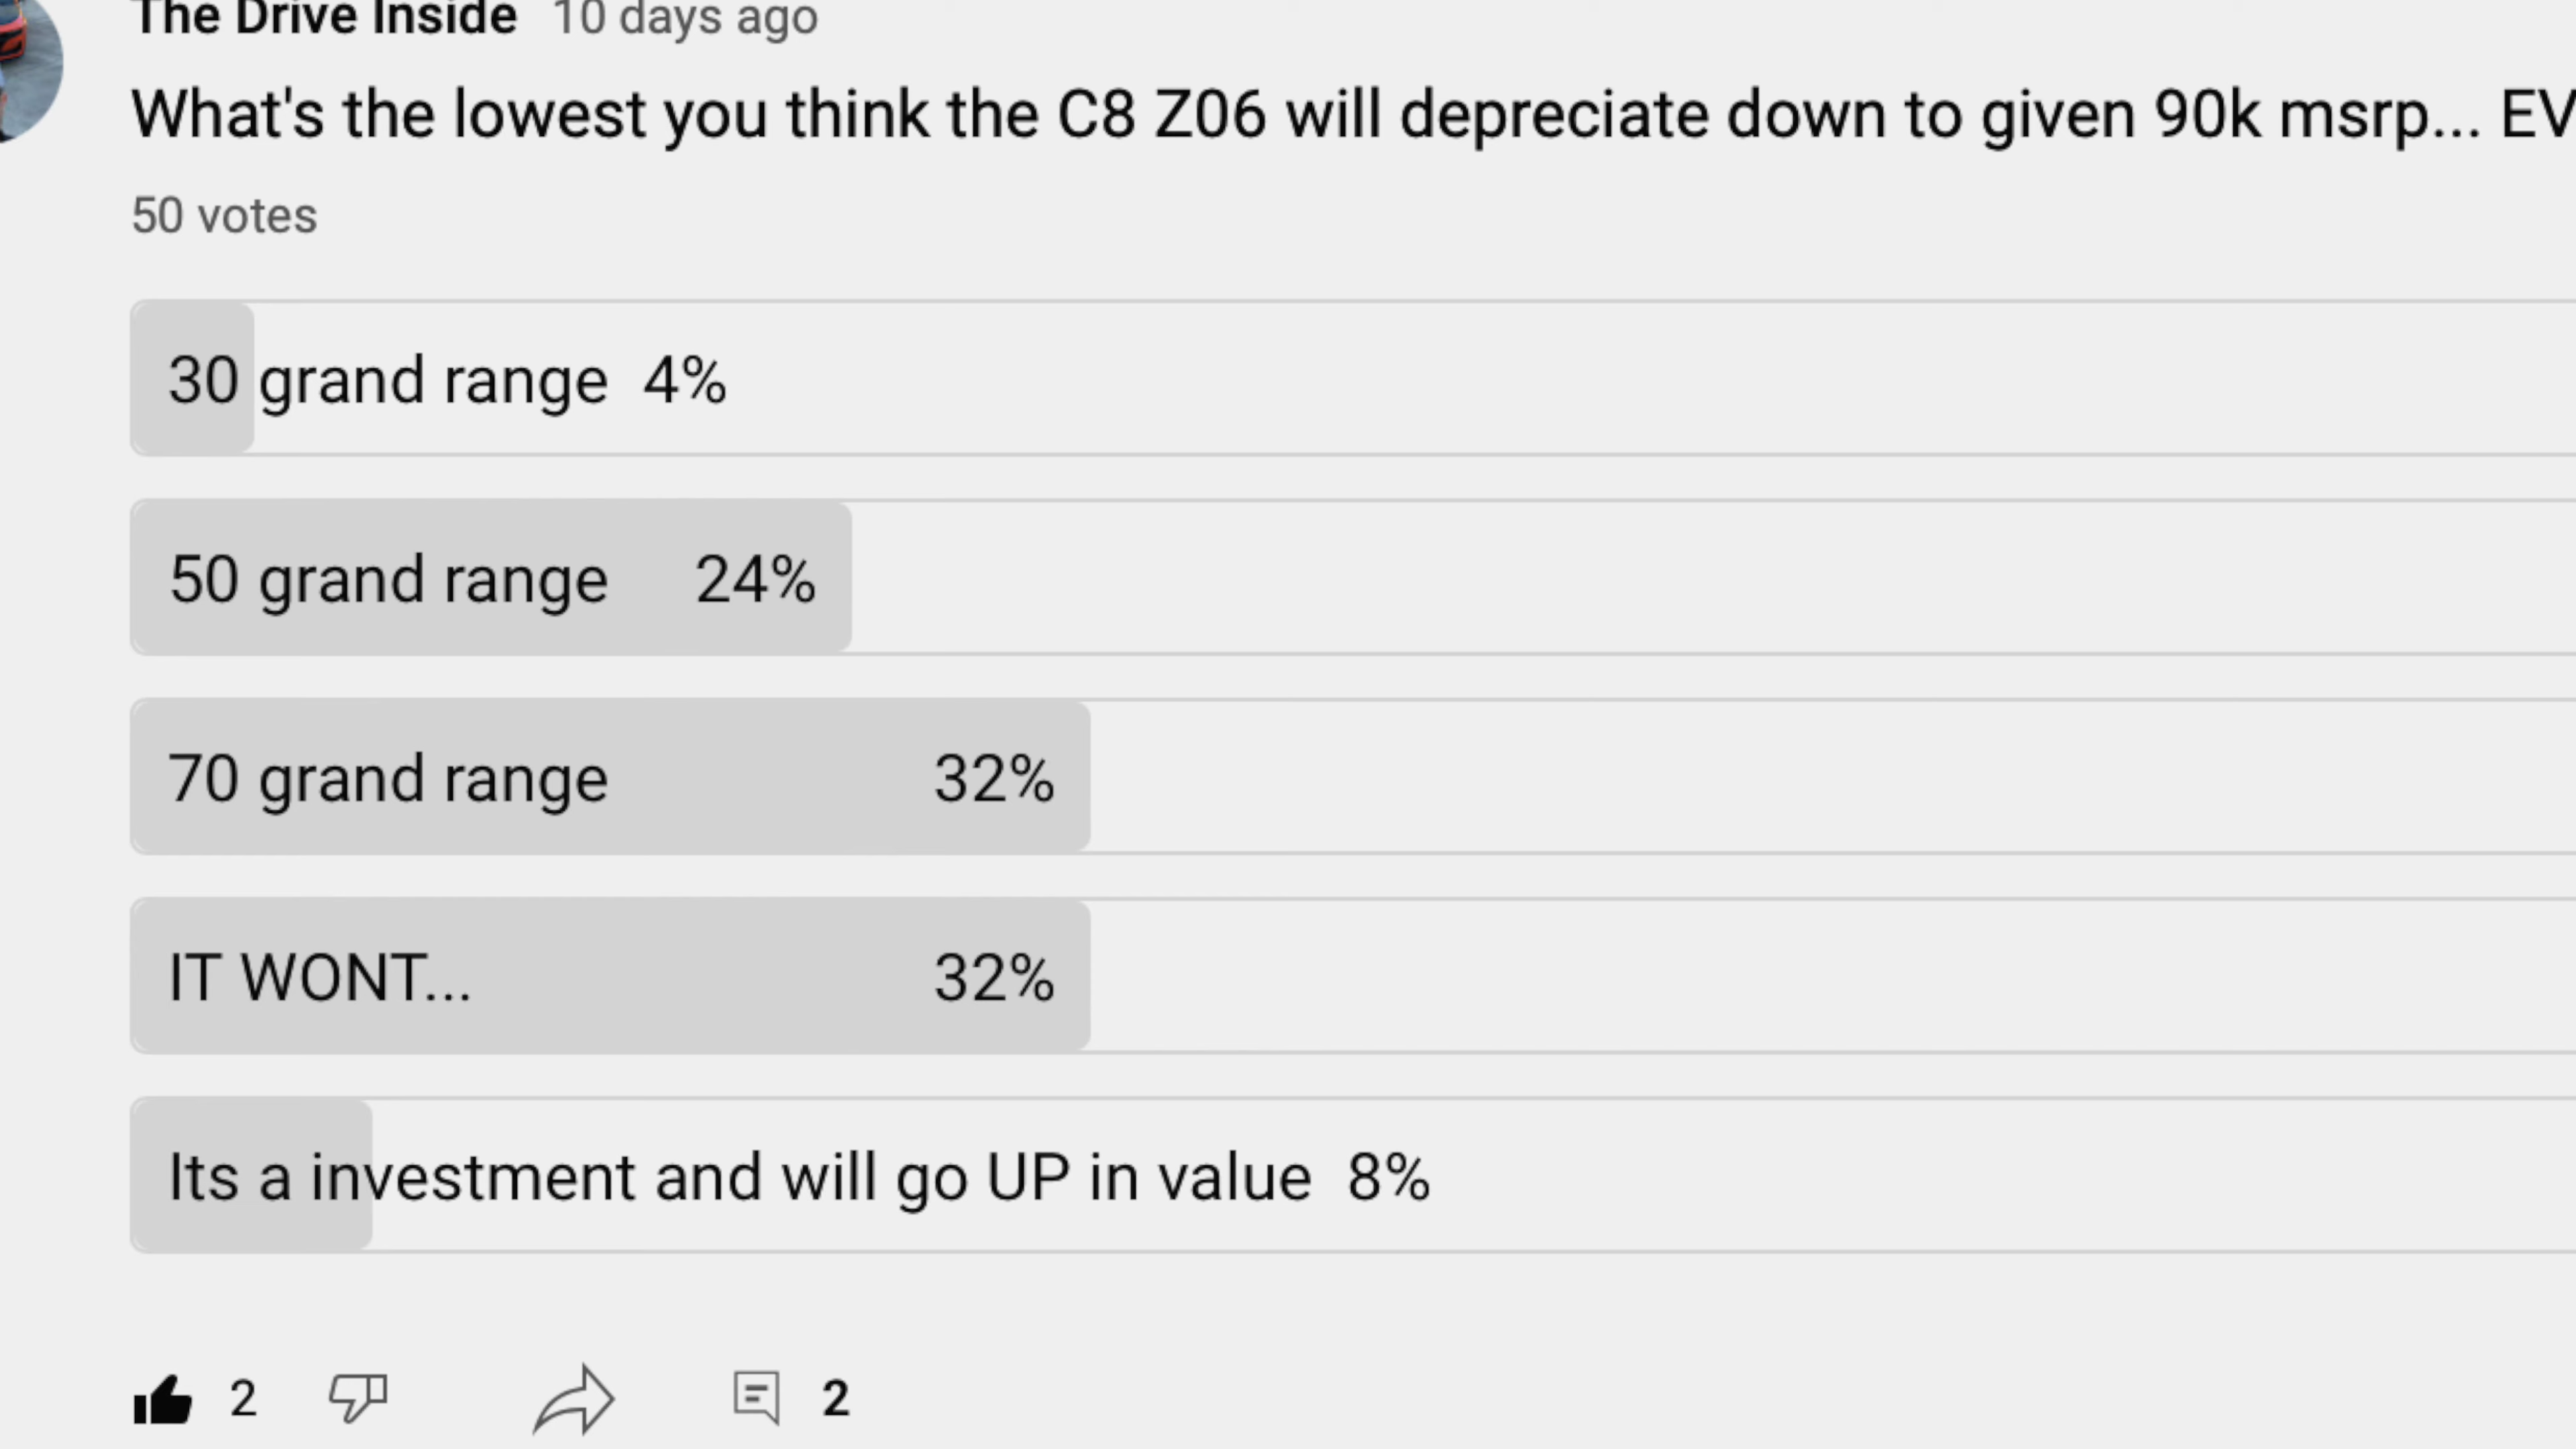 The Drive Inside 10 days ago
What's the lowest you think the C8 Z06 will depreciate down to given 90k msrp... EV
50 votes
30 grand range 4%
50 grand range 24%
70 grand range 32%
IT WONT... 32%
Its a investment and will go UP in value 8%
2 2